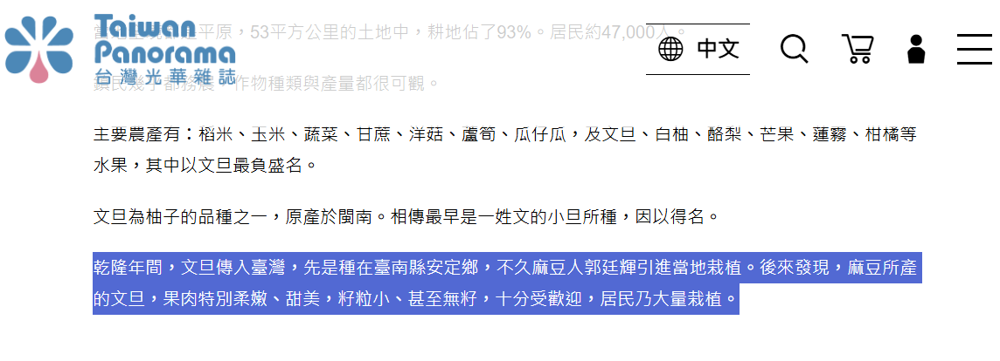 Taiwan
Panorama
台灣光華雜誌
中文
平原，53平方公里的土地中，耕地佔了93%。居民約47,000人。
鎮民幾乎都務農，作物種類與產量都很可觀。
主要農產有：稻米、玉米、蔬菜、甘蔗、洋菇、蘆筍、瓜仔瓜，及文旦、白柚、酪梨、芒果、蓮霧、柑橘等
水果，其中以文旦最負盛名。
文旦為柚子的品種之一，原產於閩南。相傳最早是一姓文的小旦所種，因以得名。
乾隆年間，文旦傳入臺灣，先是種在臺南縣安定鄉，不久麻豆人郭廷輝引進當地栽植。後來發現，麻豆所產
的文旦，果肉特別柔嫩、甜美，籽粒小、甚至無籽，十分受歡迎，居民乃大量栽植。